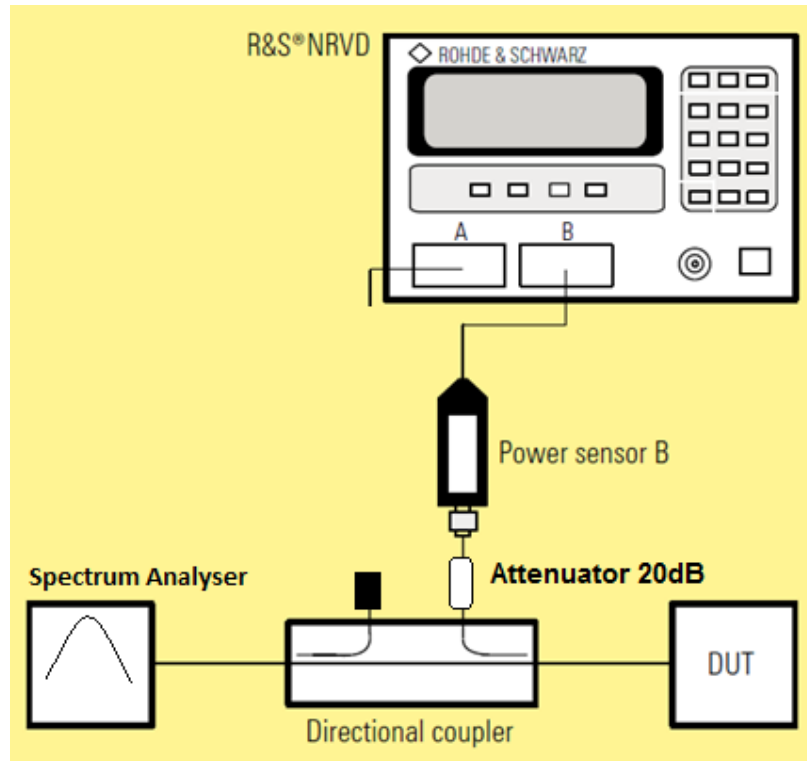 R&S®NRVD
ROHDE & SCHWARZ
A B
Power sensor B
Attenuator 20dB
Spectrum Analyser
DUT
Directional coupler